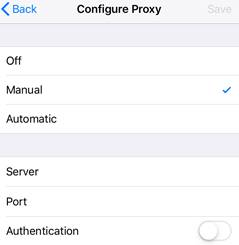 Back Configure Proxy Save
Off
Manual
Automatic
Server
Port
Authentication